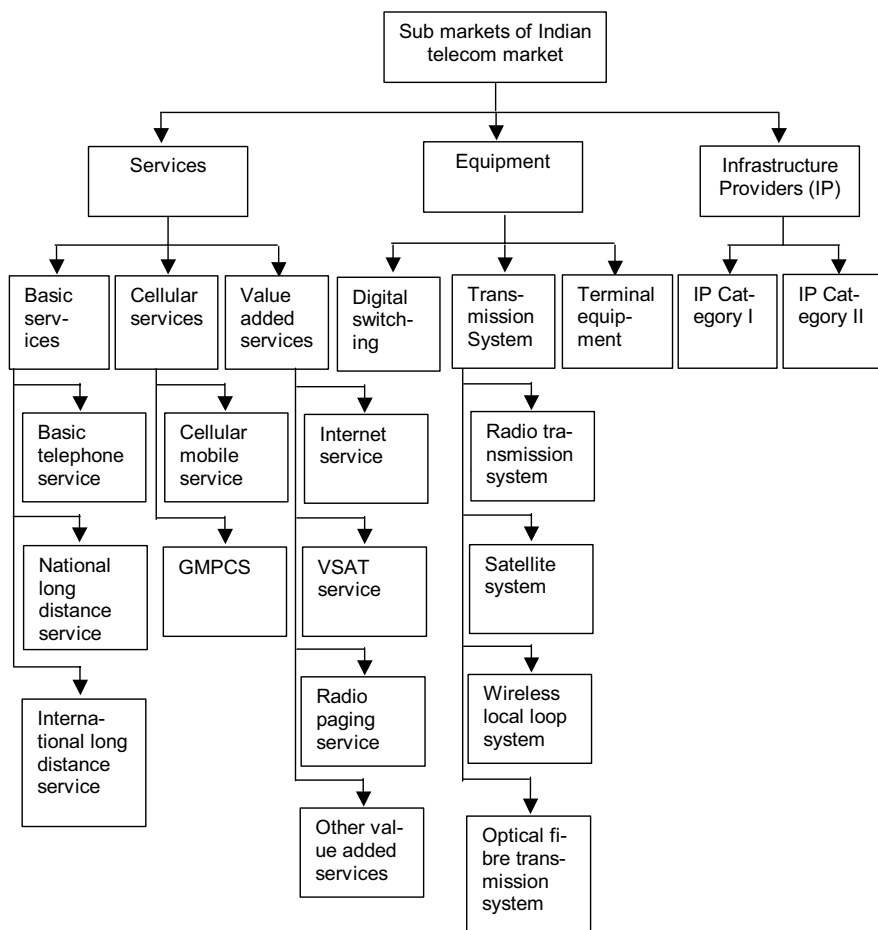 Sub markets of Indian
telecom market
Services
Equipment
Infrastructure
Providers (IP)
Basic
serv-
ices
Cellular
services
Value
added
services
Digital
switch-
ing
Trans-
mission
System
Terminal
equip-
ment
IP Cat-
egory I
IP Cat-
egory II
Basic
telephone
service
Cellular
mobile
service
Internet
service
Radio tra-
nsmission
system
National
long
distance
service
GMPCS
VSAT
service
Satellite
system
Interna-
tional long
distance
service
Radio
paging
service
Wireless
local loop
system
Other val-
ue added
services
Optical fi-
bre trans-
mission
system